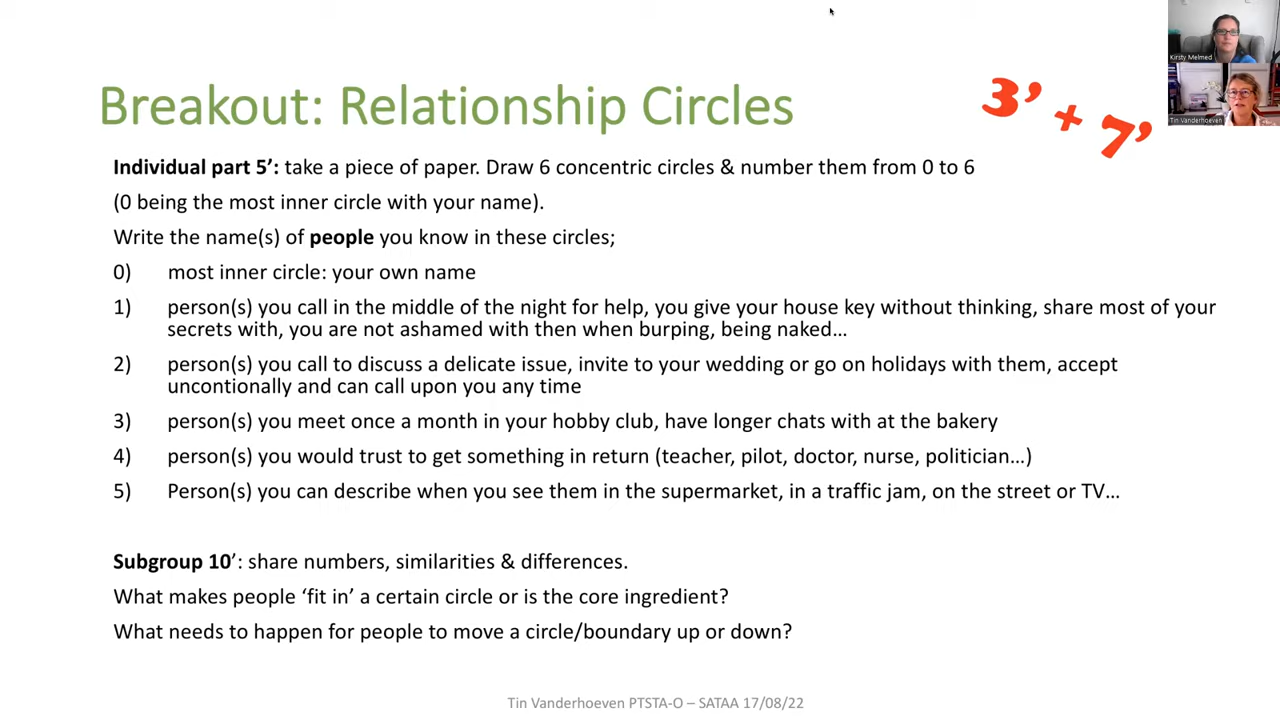 Breakout: Relationship Circles
3’ + 7’
Kirsty Melmed
Tin Vanderhoeven
Individual part 5’: take a piece of paper. Draw 6 concentric circles & number them from 0 to 6
(0 being the most inner circle with your name).
Write the name(s) of people you know in these circles;
0) most inner circle: your own name
1) person(s) you call in the middle of the night for help, you give your house key without thinking, share most of your
secrets with, you are not ashamed with then when burping, being naked…
2) person(s) you call to discuss a delicate issue, invite to your wedding or go on holidays with them, accept
uncontionally and can call upon you any time
3) person(s) you meet once a month in your hobby club, have longer chats with at the bakery
4) person(s) you would trust to get something in return (teacher, pilot, doctor, nurse, politician…)
5) Person(s) you can describe when you see them in the supermarket, in a traffic jam, on the street or TV…
Subgroup 10’: share numbers, similarities & differences.
What makes people ‘fit in’ a certain circle or is the core ingredient?
What needs to happen for people to move a circle/boundary up or down?
Tin Vanderhoeven PTSTA-O – SATAA 17/08/22